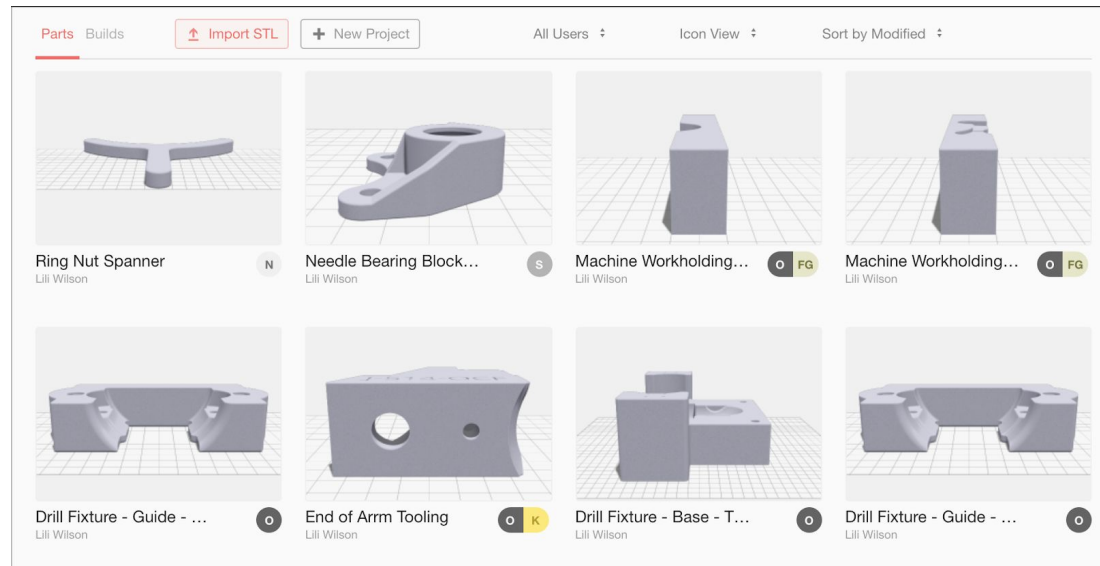 Parts Builds Import STL New Project All Users Icon View Sort by Modified
Ring Nut Spanner N
Lili Wilson
Needle Bearing Block... S
Lili Wilson
Machine Workholding... O FG
Lili Wilson
Machine Workholding... O FG
Lili Wilson
Drill Fixture - Guide - ... O
Lili Wilson
End of Arrm Tooling O K
Lili Wilson
Drill Fixture - Base - T... O
Lili Wilson
Drill Fixture - Guide - ... O
Lili Wilson